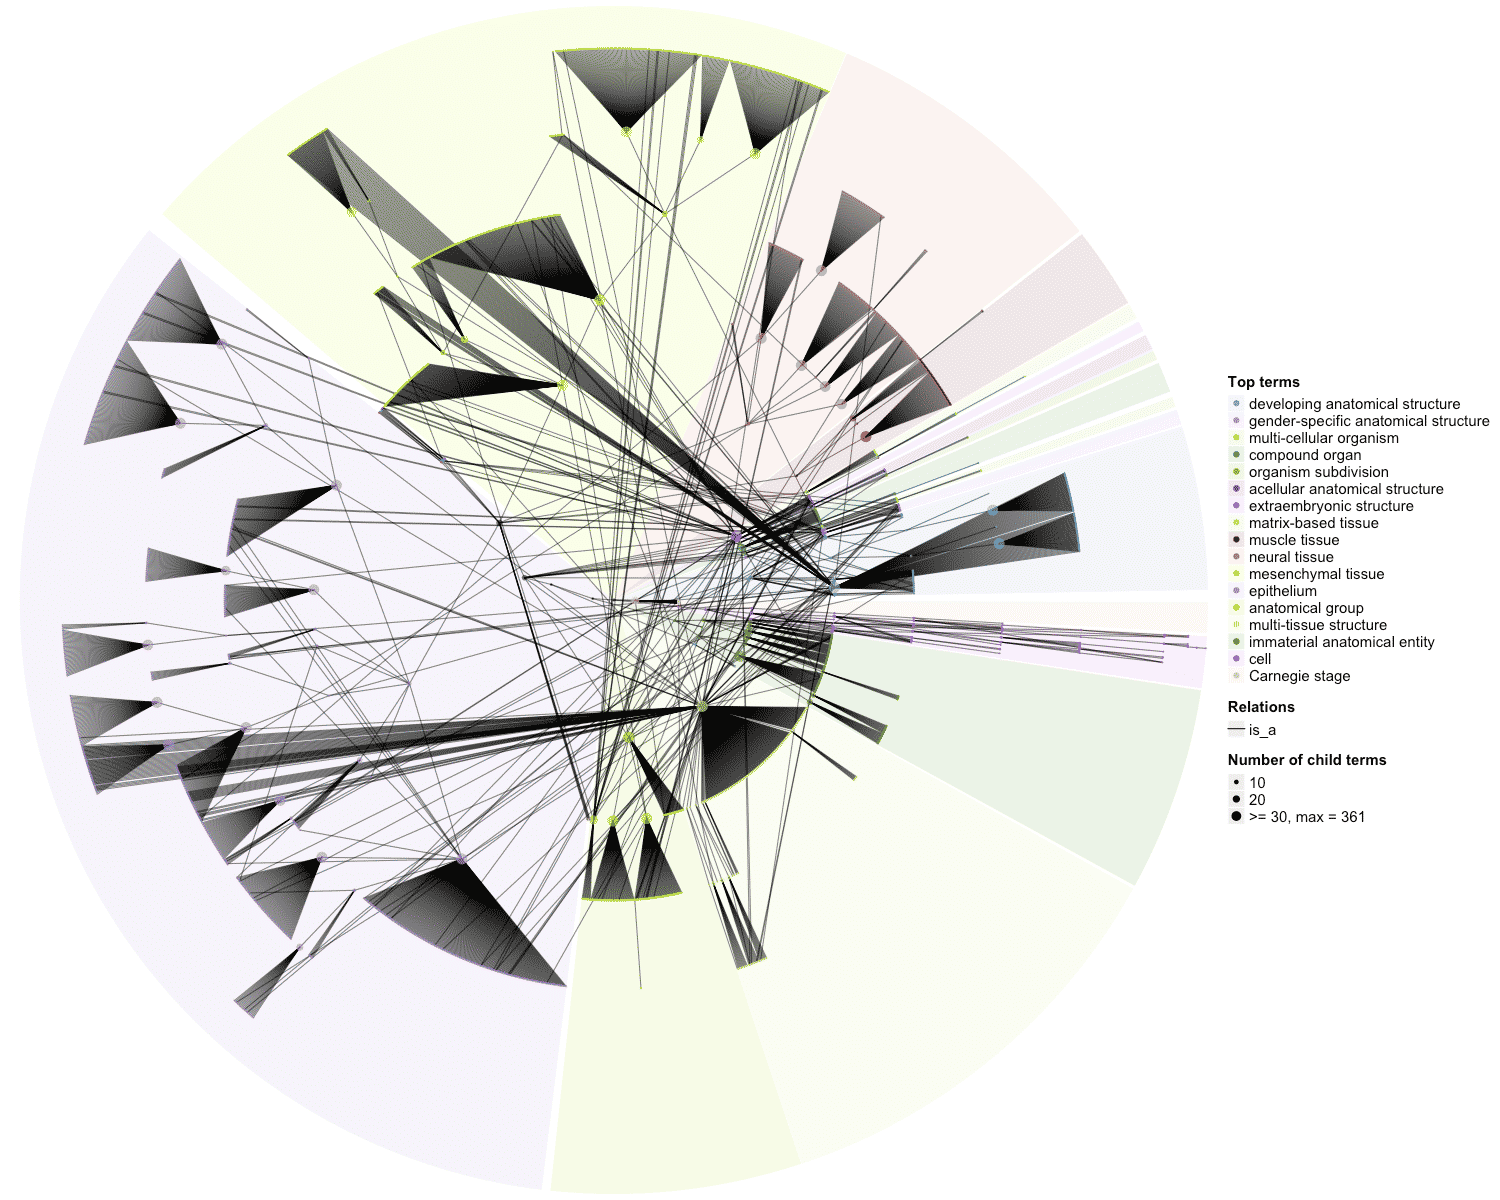 Top terms
developing anatomical structure
gender-specific anatomical structure
multi-cellular organism
compound organ
organism subdivision
acellular anatomical structure
extraembryonic structure
matrix-based tissue
muscle tissue
neural tissue
mesenchymal tissue
epithelium
anatomical group
multi-tissue structure
immaterial anatomical entity
cell
Carnegie stage
Relations
is_a
Number of child terms
10
20
>= 30, max = 361